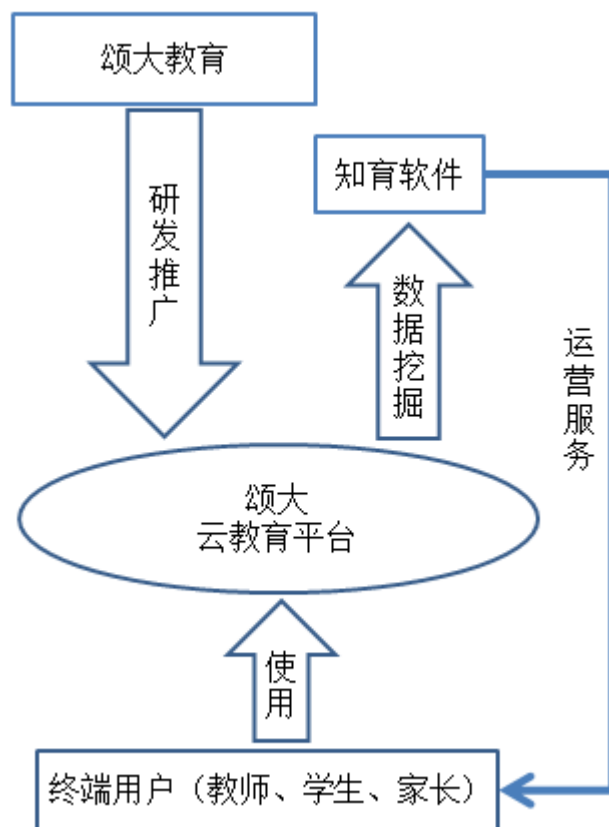 颂大教育
研发推广
知育软件
数据挖掘
运营服务
颂大
云教育平台
使用
终端用户（教师、学生、家长）